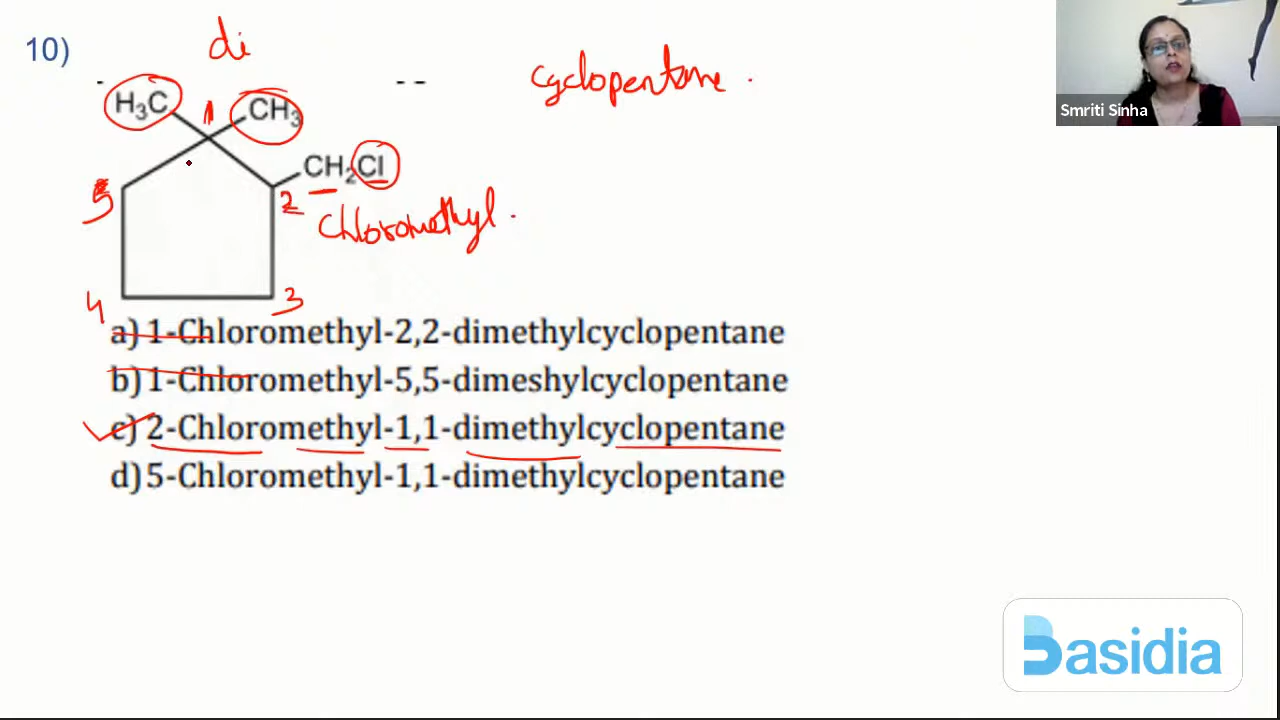 10)
di
cyclopentane.
H₃C
1
CH₃
CH₂Cl
5
2
chloromethyl.
4
3
a) 1-Chloromethyl-2,2-dimethylcyclopentane
b) 1-Chloromethyl-5,5-dimeshylcyclopentane
c) 2-Chloromethyl-1,1-dimethylcyclopentane
d) 5-Chloromethyl-1,1-dimethylcyclopentane
Smriti Sinha
Basidia